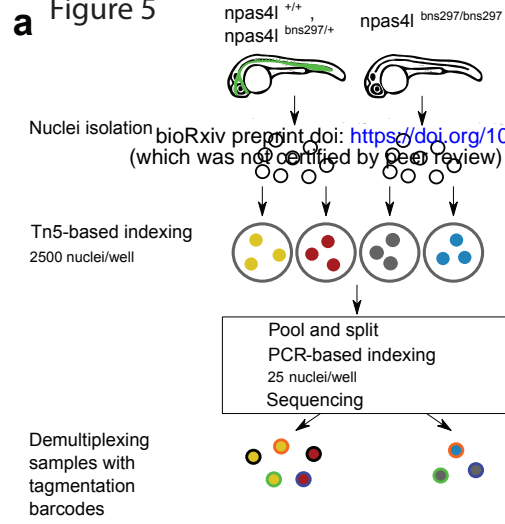 a Figure 5
npas4l +/+ ,
npas4l bns297/+
npas4l bns297/bns297
Nuclei isolation
bioRxiv preprint doi: https://doi.org/10
(which was not certified by peer review)
Tn5-based indexing
2500 nuclei/well
Pool and split
PCR-based indexing
25 nuclei/well
Sequencing
Demultiplexing
samples with
tagmentation
barcodes